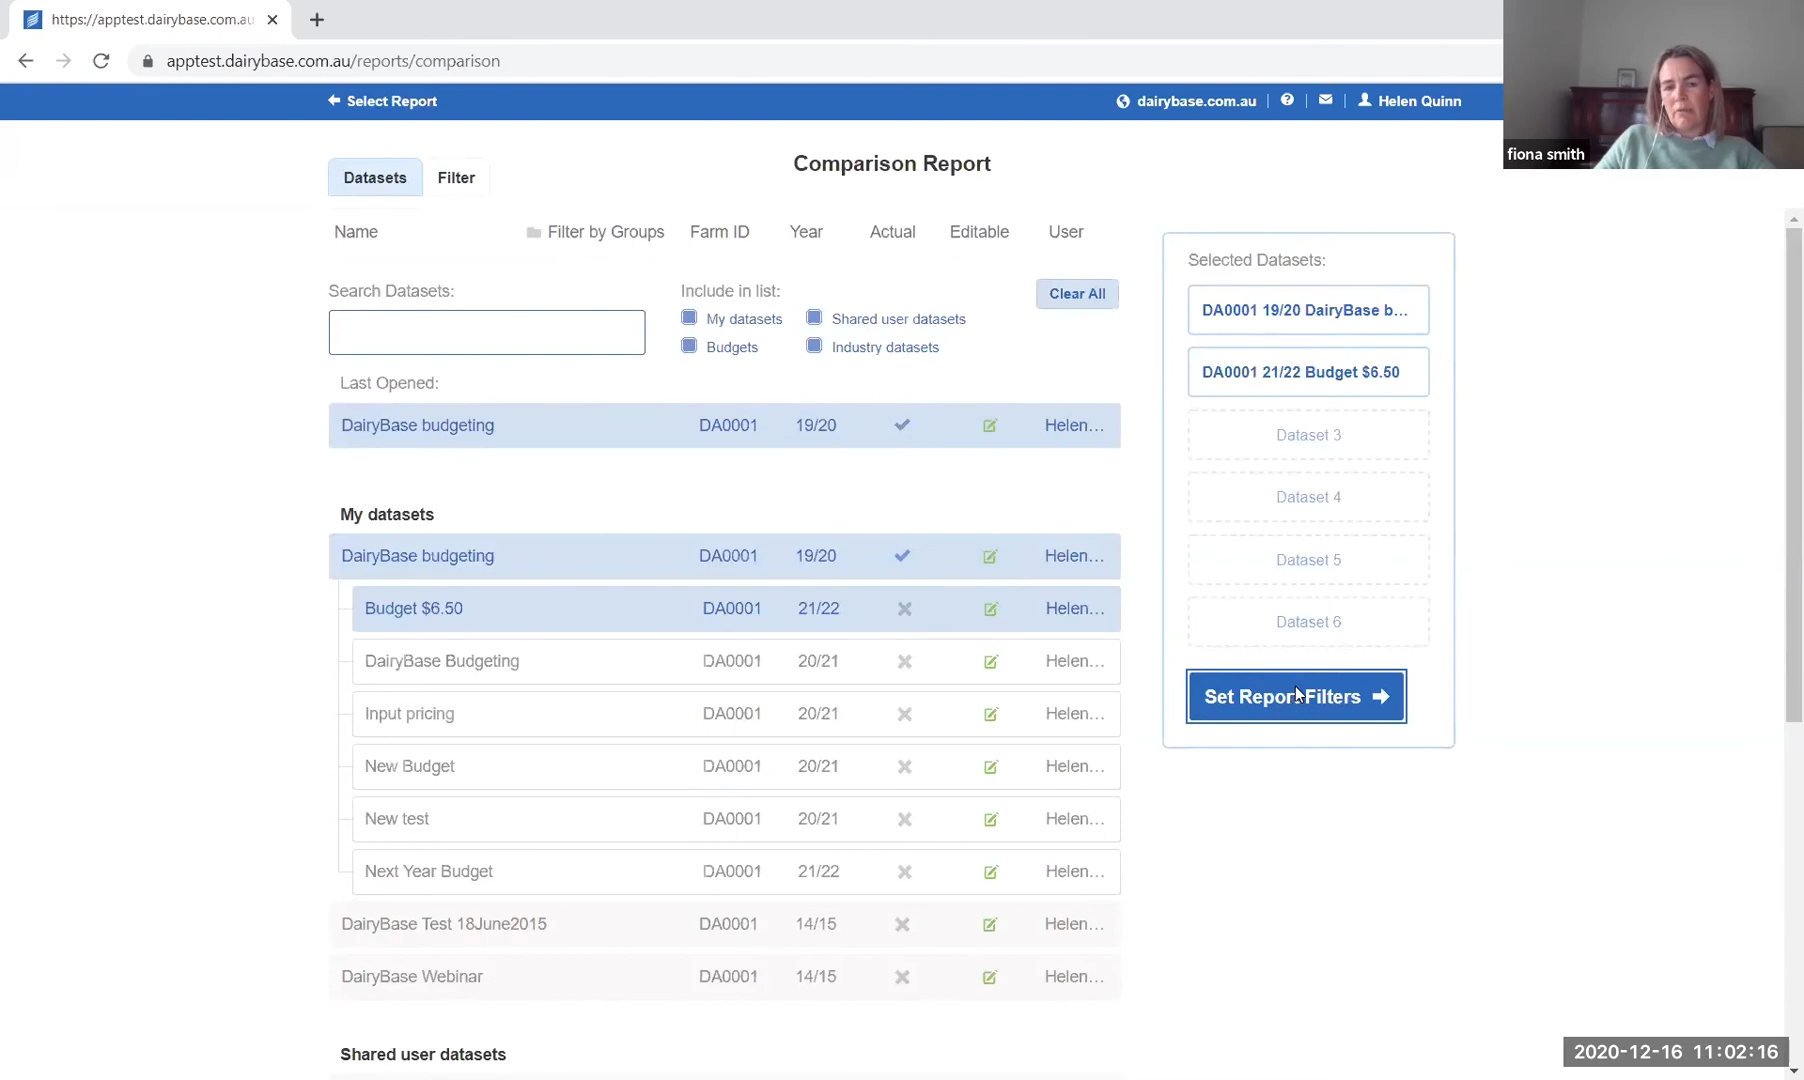 https://apptest.dairybase.com.au
apptest.dairybase.com.au/reports/comparison
Select Report
dairybase.com.au
Helen Quinn
fiona smith
Datasets
Filter
Comparison Report
Name
Filter by Groups
Farm ID
Year
Actual
Editable
User
Search Datasets:
Include in list:
My datasets
Shared user datasets
Budgets
Industry datasets
Clear All
Last Opened:
DairyBase budgeting DA0001 19/20 Helen...
My datasets
DairyBase budgeting DA0001 19/20 Helen...
Budget $6.50 DA0001 21/22 Helen...
DairyBase Budgeting DA0001 20/21 Helen...
Input pricing DA0001 20/21 Helen...
New Budget DA0001 20/21 Helen...
New test DA0001 20/21 Helen...
Next Year Budget DA0001 21/22 Helen...
DairyBase Test 18June2015 DA0001 14/15 Helen...
DairyBase Webinar DA0001 14/15 Helen...
Shared user datasets
Selected Datasets:
DA0001 19/20 DairyBase b...
DA0001 21/22 Budget $6.50
Dataset 3
Dataset 4
Dataset 5
Dataset 6
Set Report Filters
2020-12-16 11:02:16